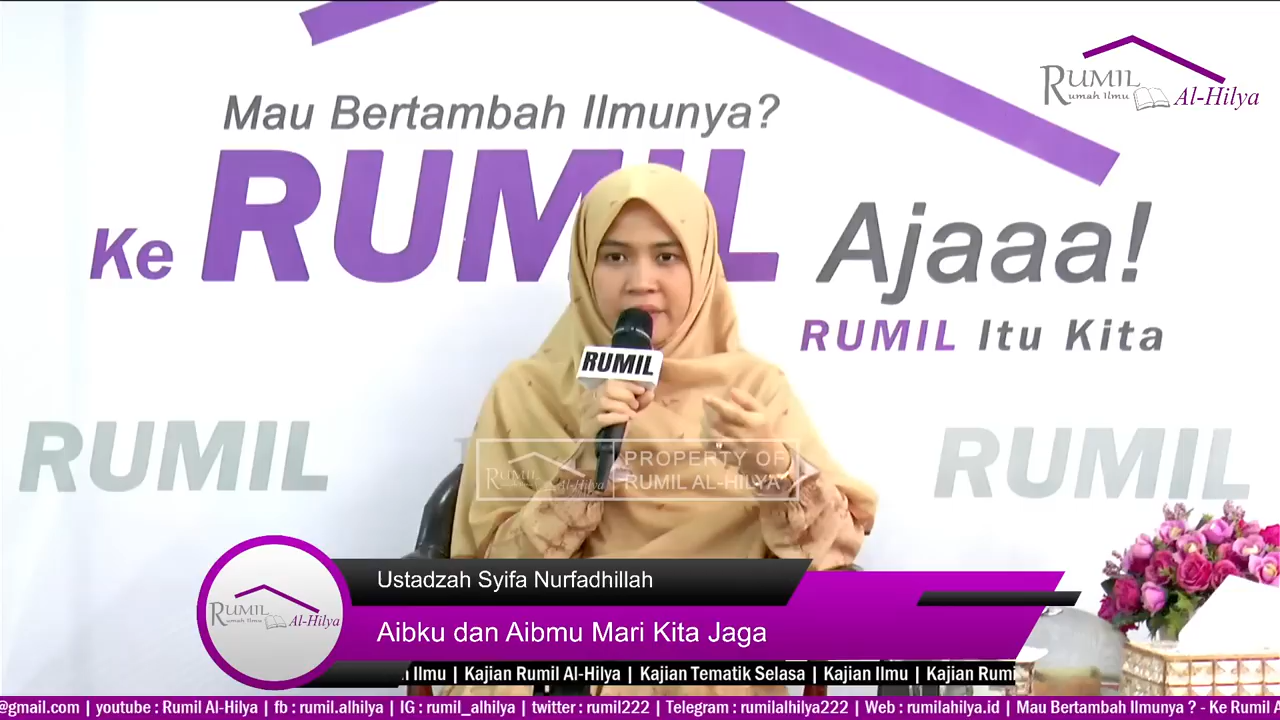 RUMIL
Rumah Ilmu
Al-Hilya
Mau Bertambah Ilmunya?
Ke RUMIL Ajaaa!
RUMIL Itu Kita
RUMIL
RUMIL
RUMIL
RUMIL Al-Hilya
PROPERTY OF
RUMIL AL-HILYA
Ustadzah Syifa Nurfadhillah
RUMIL
Rumah Ilmu
Al-Hilya
Aibku dan Aibmu Mari Kita Jaga
Ilmu | Kajian Rumil Al-Hilya | Kajian Tematik Selasa | Kajian Ilmu | Kajian Rumi
@gmail.com | youtube : Rumil Al-Hilya | fb : rumil.alhilya | IG : rumil_alhilya | twitter : rumil222 | Telegram : rumilalhilya222 | Web : rumilahilya.id | Mau Bertambah Ilmunya ? - Ke Rumil A